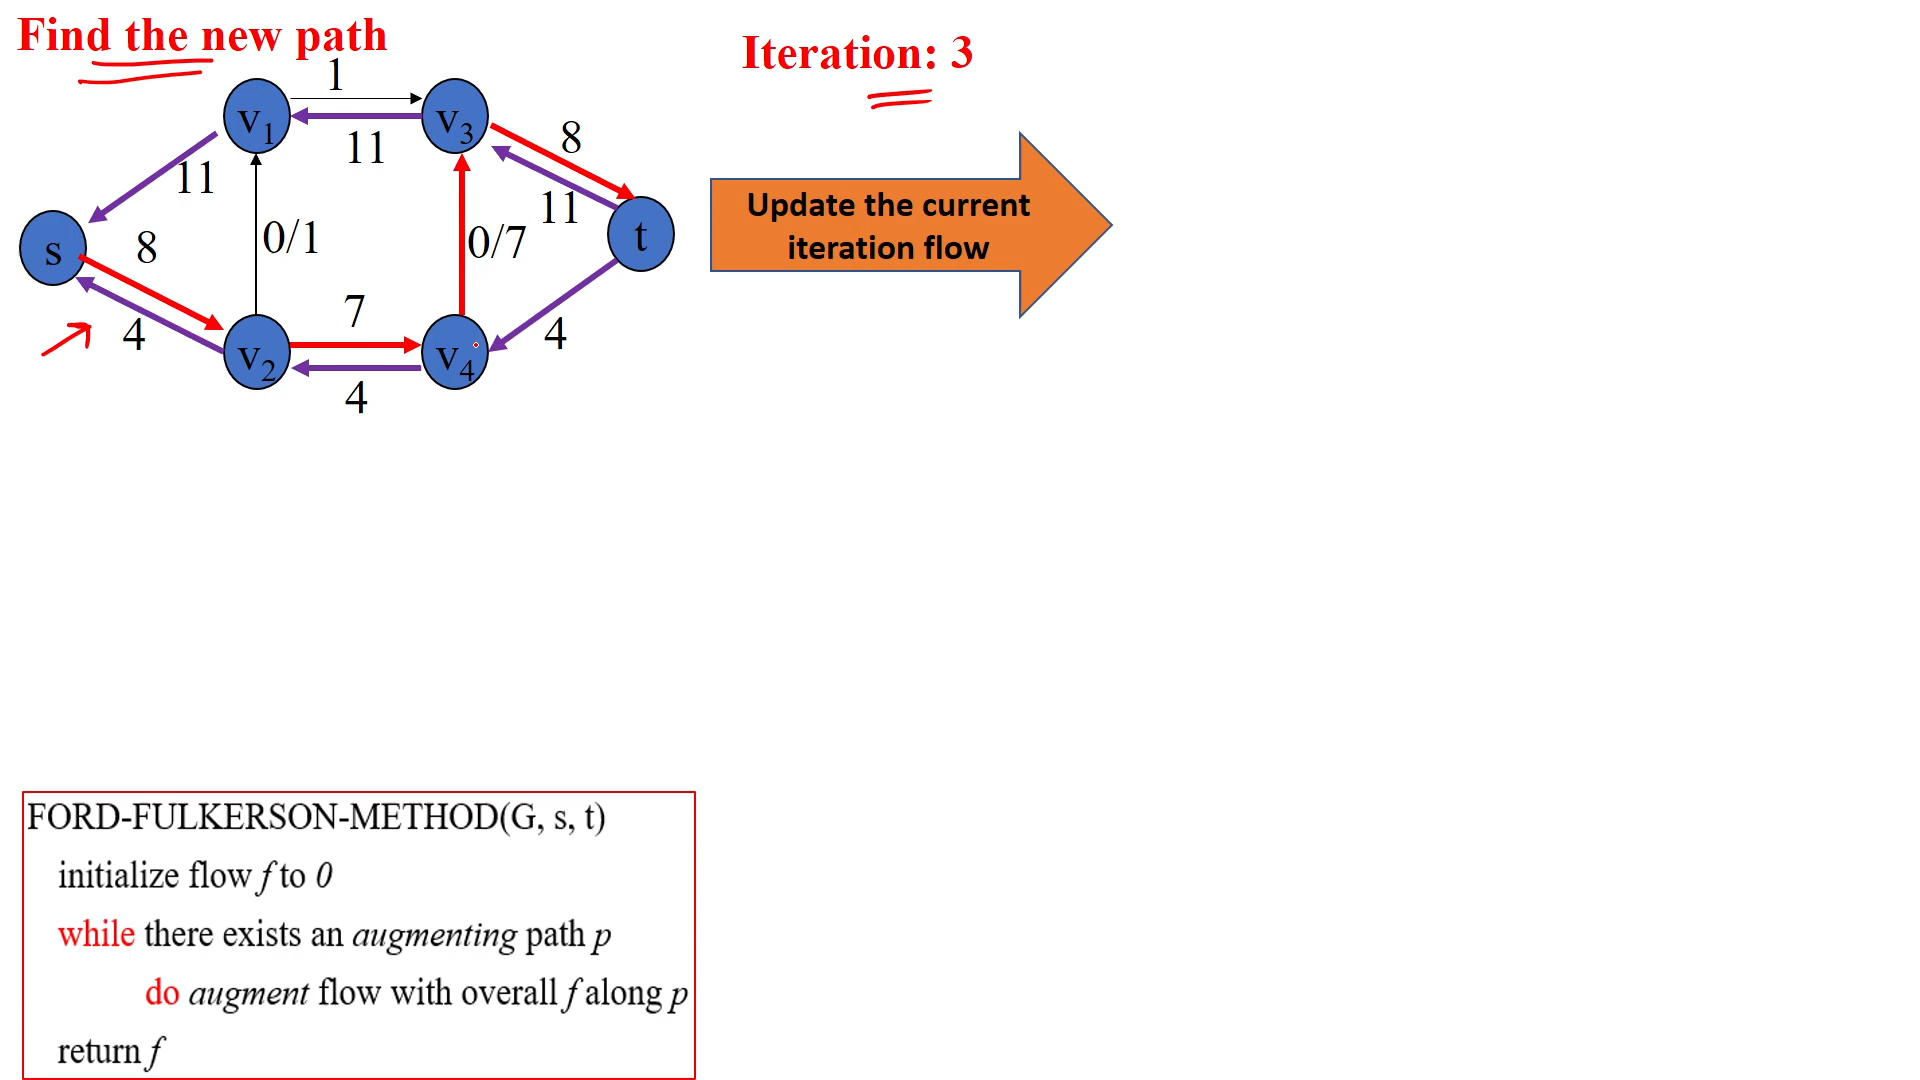 Find the new path
Iteration: 3
1
v1
v3
11
8
11
11
s
8
0/1
0/7
t
4
7
4
v2
v4
4
Update the current
iteration flow
FORD-FULKERSON-METHOD(G, s, t)
initialize flow f to 0
while there exists an augmenting path p
do augment flow with overall f along p
return f